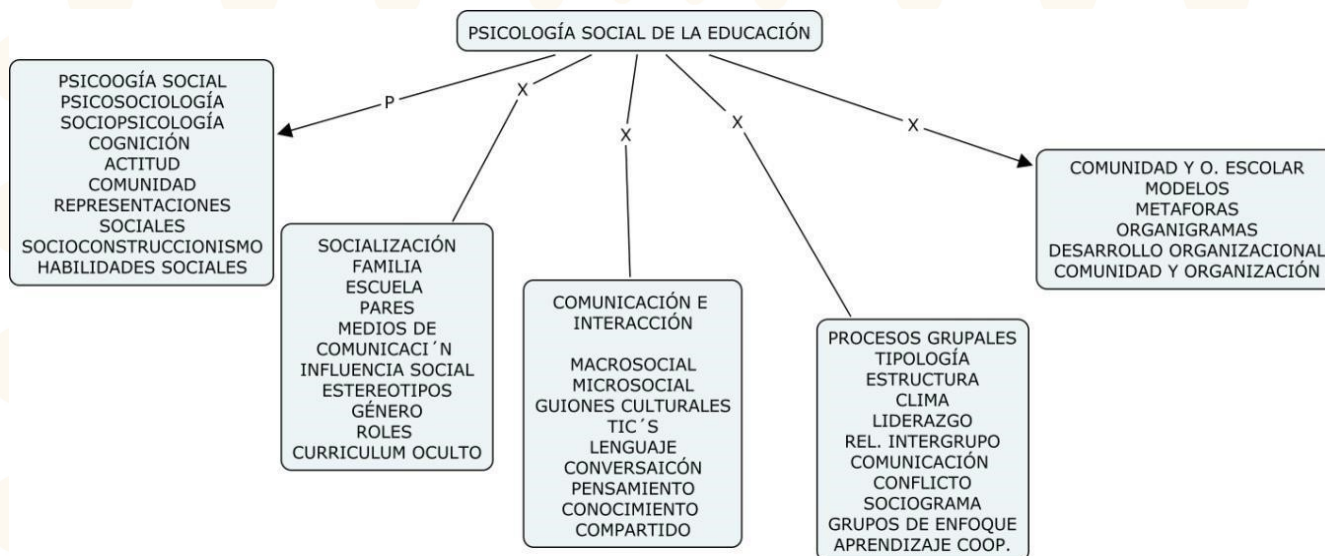 PSICOLOGÍA SOCIAL DE LA EDUCACIÓN
P
X
X
X
X
PSICOOGÍA SOCIAL
PSICOSOCIOLOGÍA
SOCIOPSICOLOGÍA
COGNICIÓN
ACTITUD
COMUNIDAD
REPRESENTACIONES
SOCIALES
SOCIOCONSTRUCCIONISMO
HABILIDADES SOCIALES
SOCIALIZACIÓN
FAMILIA
ESCUELA
PARES
MEDIOS DE
COMUNICACI´N
INFLUENCIA SOCIAL
ESTEREOTIPOS
GÉNERO
ROLES
CURRICULUM OCULTO
COMUNICACIÓN E
INTERACCIÓN
MACROSOCIAL
MICROSOCIAL
GUIONES CULTURALES
TIC´S
LENGUAJE
CONVERSAICÓN
PENSAMIENTO
CONOCIMIENTO
COMPARTIDO
PROCESOS GRUPALES
TIPOLOGÍA
ESTRUCTURA
CLIMA
LIDERAZGO
REL. INTERGRUPO
COMUNICACIÓN
CONFLICTO
SOCIOGRAMA
GRUPOS DE ENFOQUE
APRENDIZAJE COOP.
COMUNIDAD Y O. ESCOLAR
MODELOS
METAFORAS
ORGANIGRAMAS
DESARROLLO ORGANIZACIONAL
COMUNIDAD Y ORGANIZACIÓN